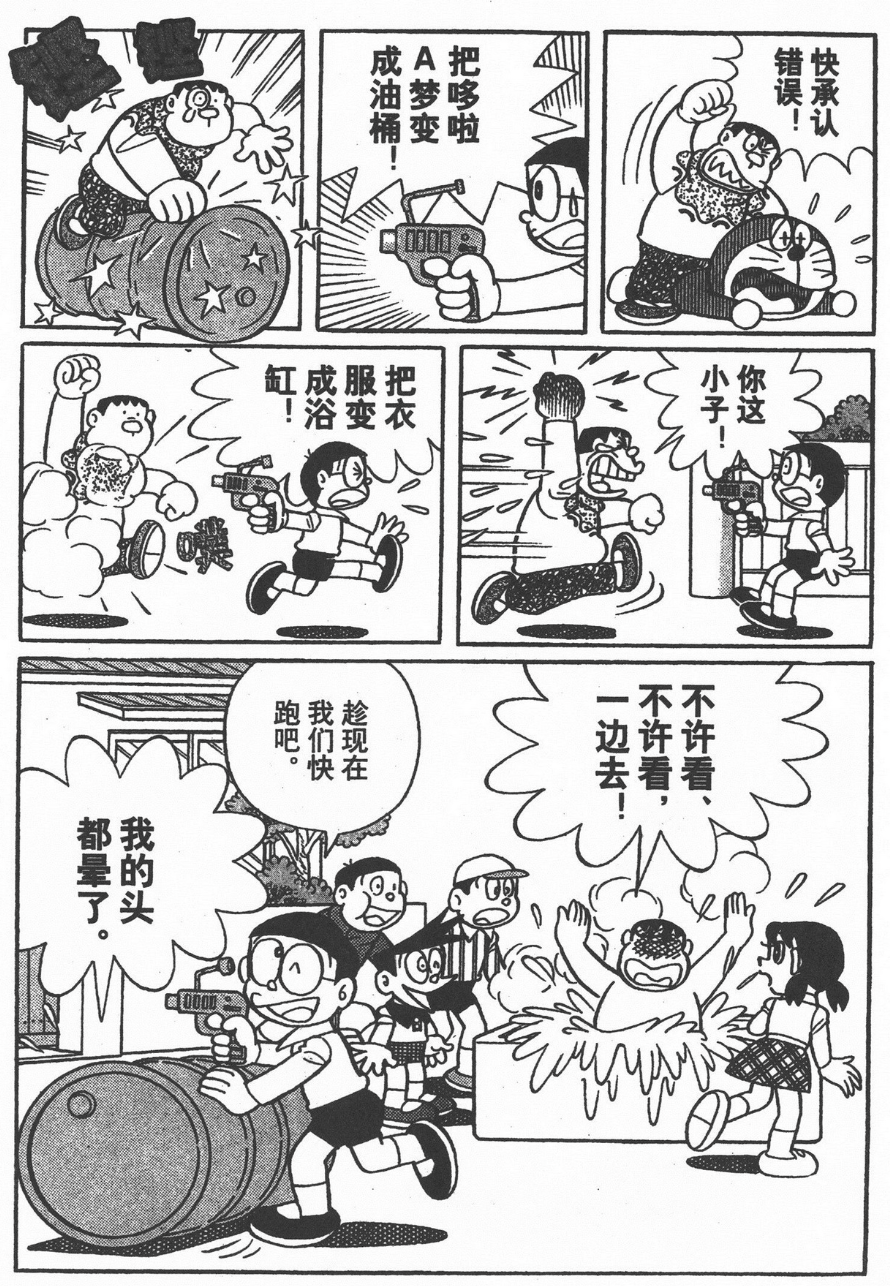 快承认
错误！
把哆啦
A梦变
成油桶！
你这
小子！
把衣
服变
成浴
缸！
嘿
不许看、
不许看，
一边去！
趁现在
我们快
跑吧。
我的头
都晕了。